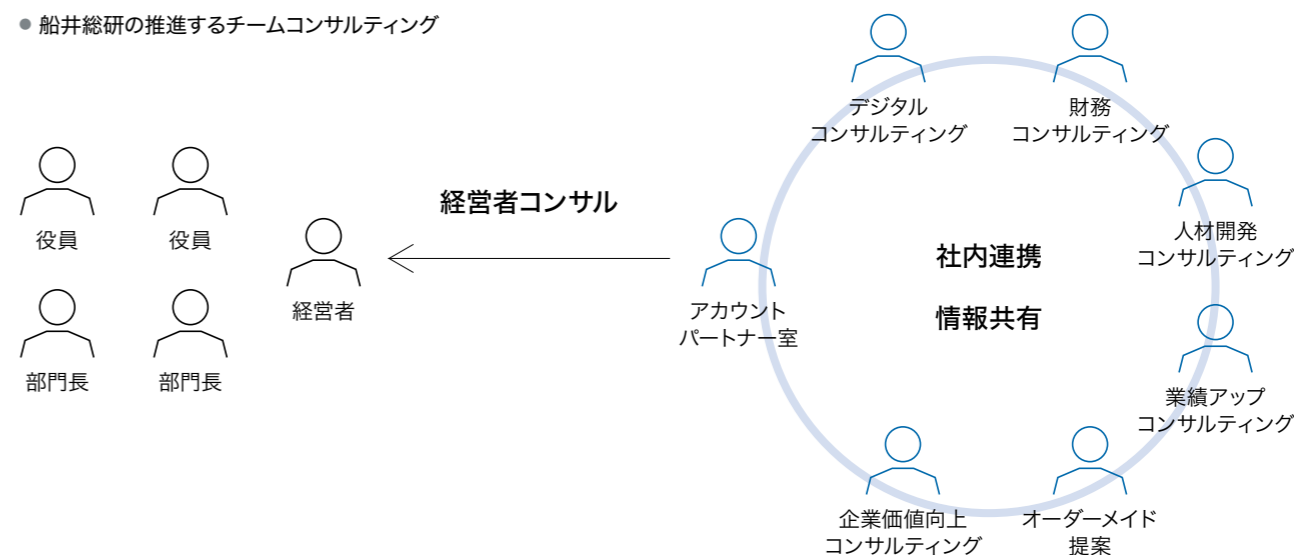 ● 船井総研の推進するチームコンサルティング
役員
役員
部門長
部門長
経営者
経営者コンサル
アカウント
パートナー室
社内連携
情報共有
デジタル
コンサルティング
財務
コンサルティング
人材開発
コンサルティング
業績アップ
コンサルティング
オーダーメイド
提案
企業価値向上
コンサルティング